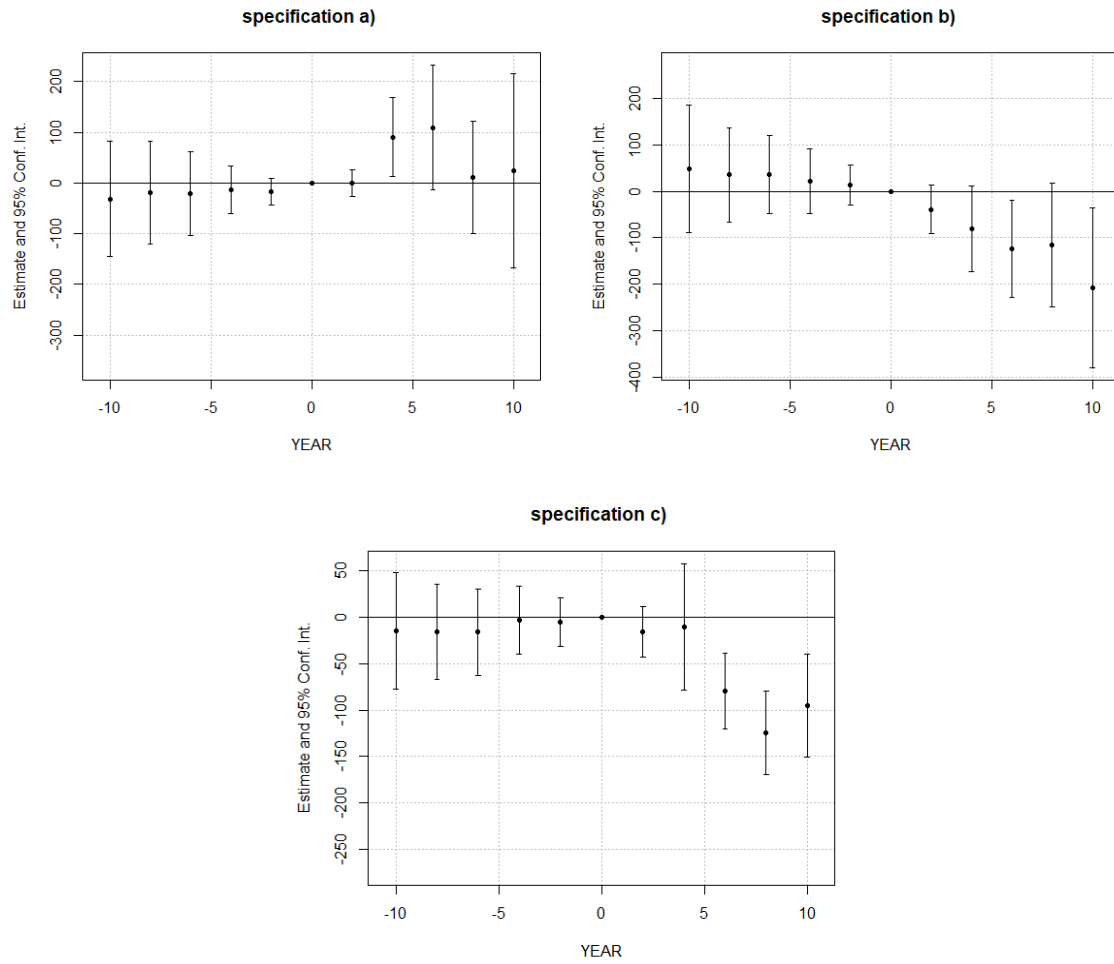 specification a)
Estimate and 95% Conf. Int.
200
100
0
-100
-200
-300
-10 -5 0 5 10
YEAR
specification b)
Estimate and 95% Conf. Int.
200
100
0
-100
-200
-300
-400
-10 -5 0 5 10
YEAR
specification c)
Estimate and 95% Conf. Int.
50
0
-50
-100
-150
-200
-250
-10 -5 0 5 10
YEAR